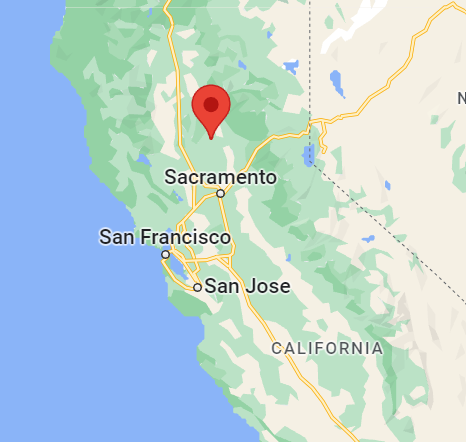 N
Sacramento
San Francisco
San Jose
CALIFORNIA